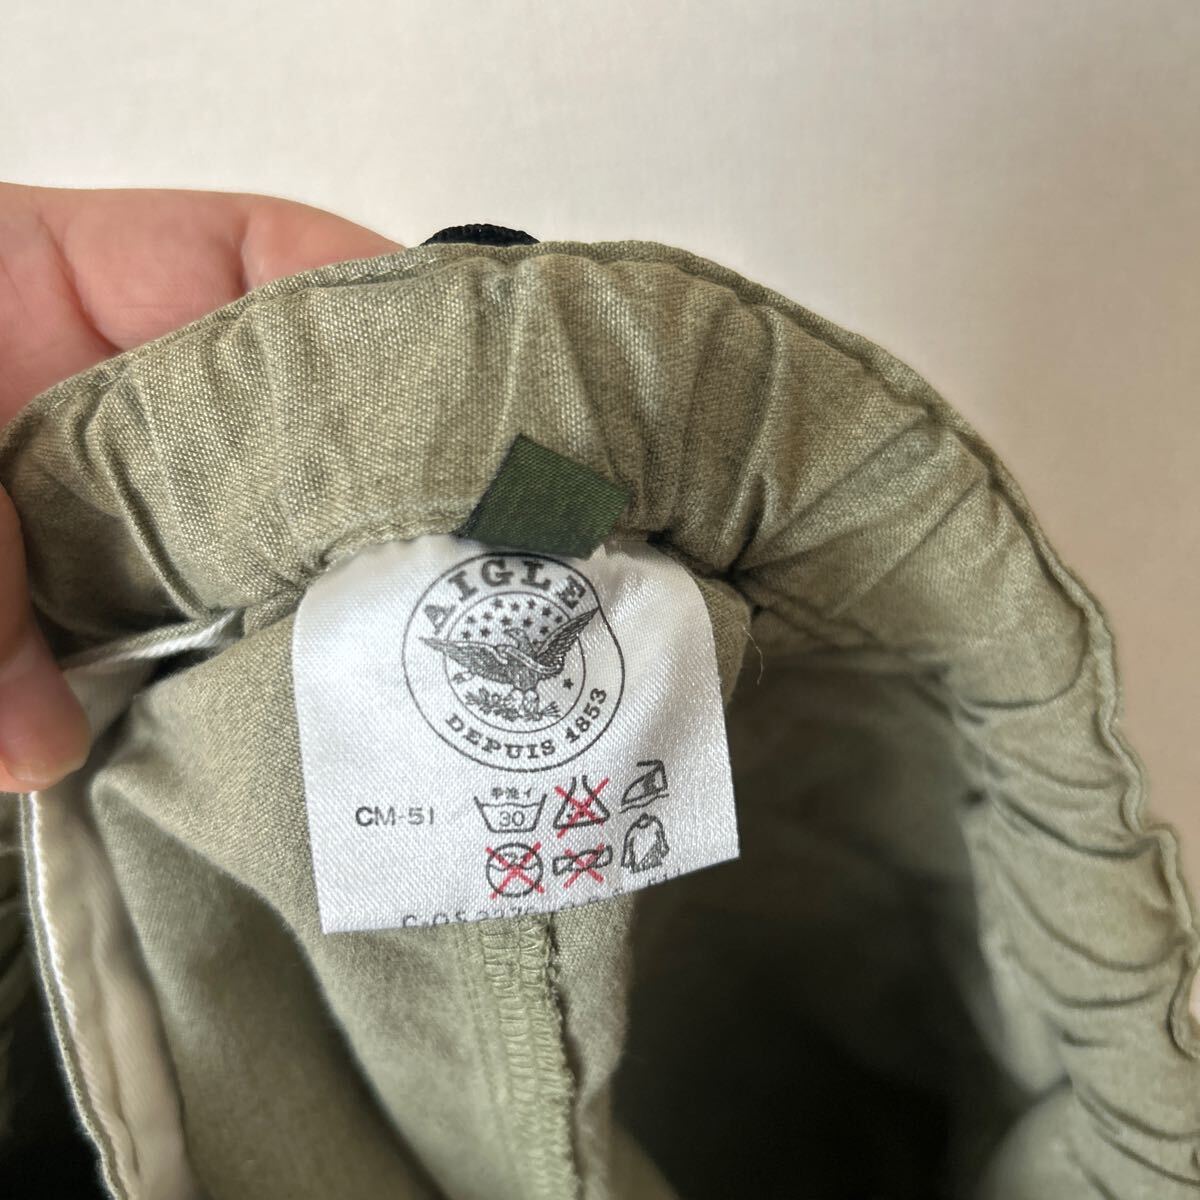 AIGLE
DEPUIS 1853
CM-51
手洗イ
30